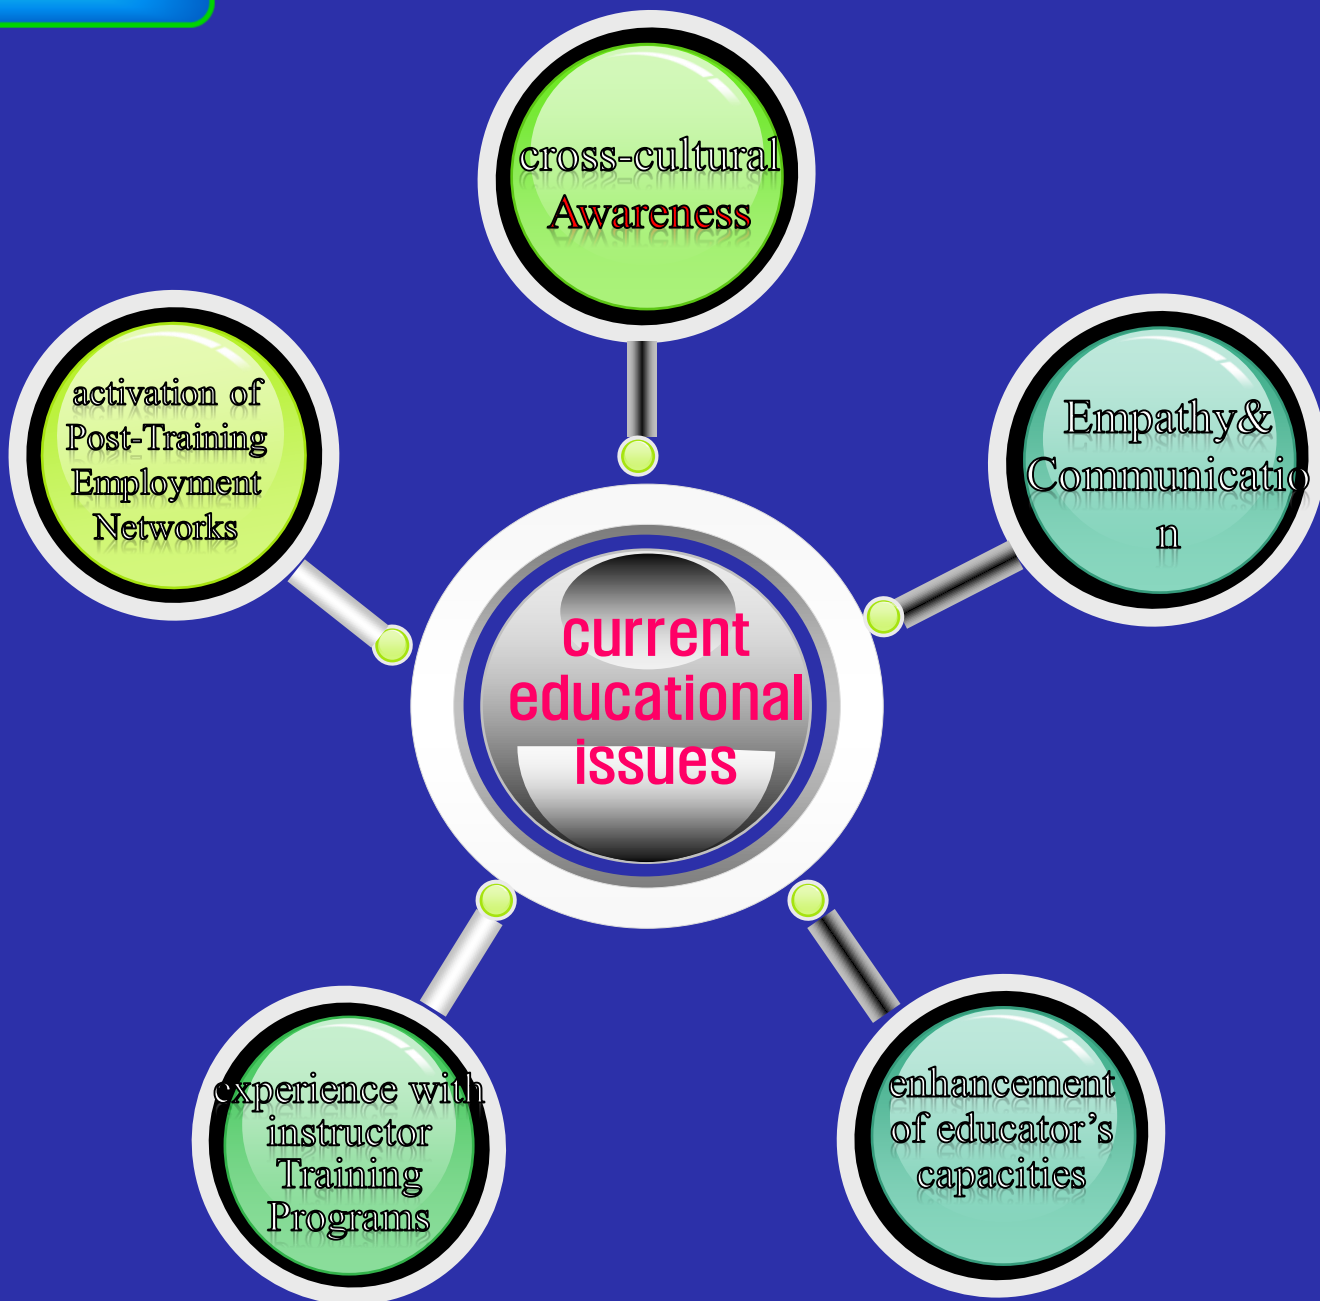 cross-cultural
Awareness
activation of
Post-Training
Employment
Networks
Empathy&
Communicatio
n
current
educational
issues
experience with
instructor
Training
Programs
enhancement
of educator’s
capacities